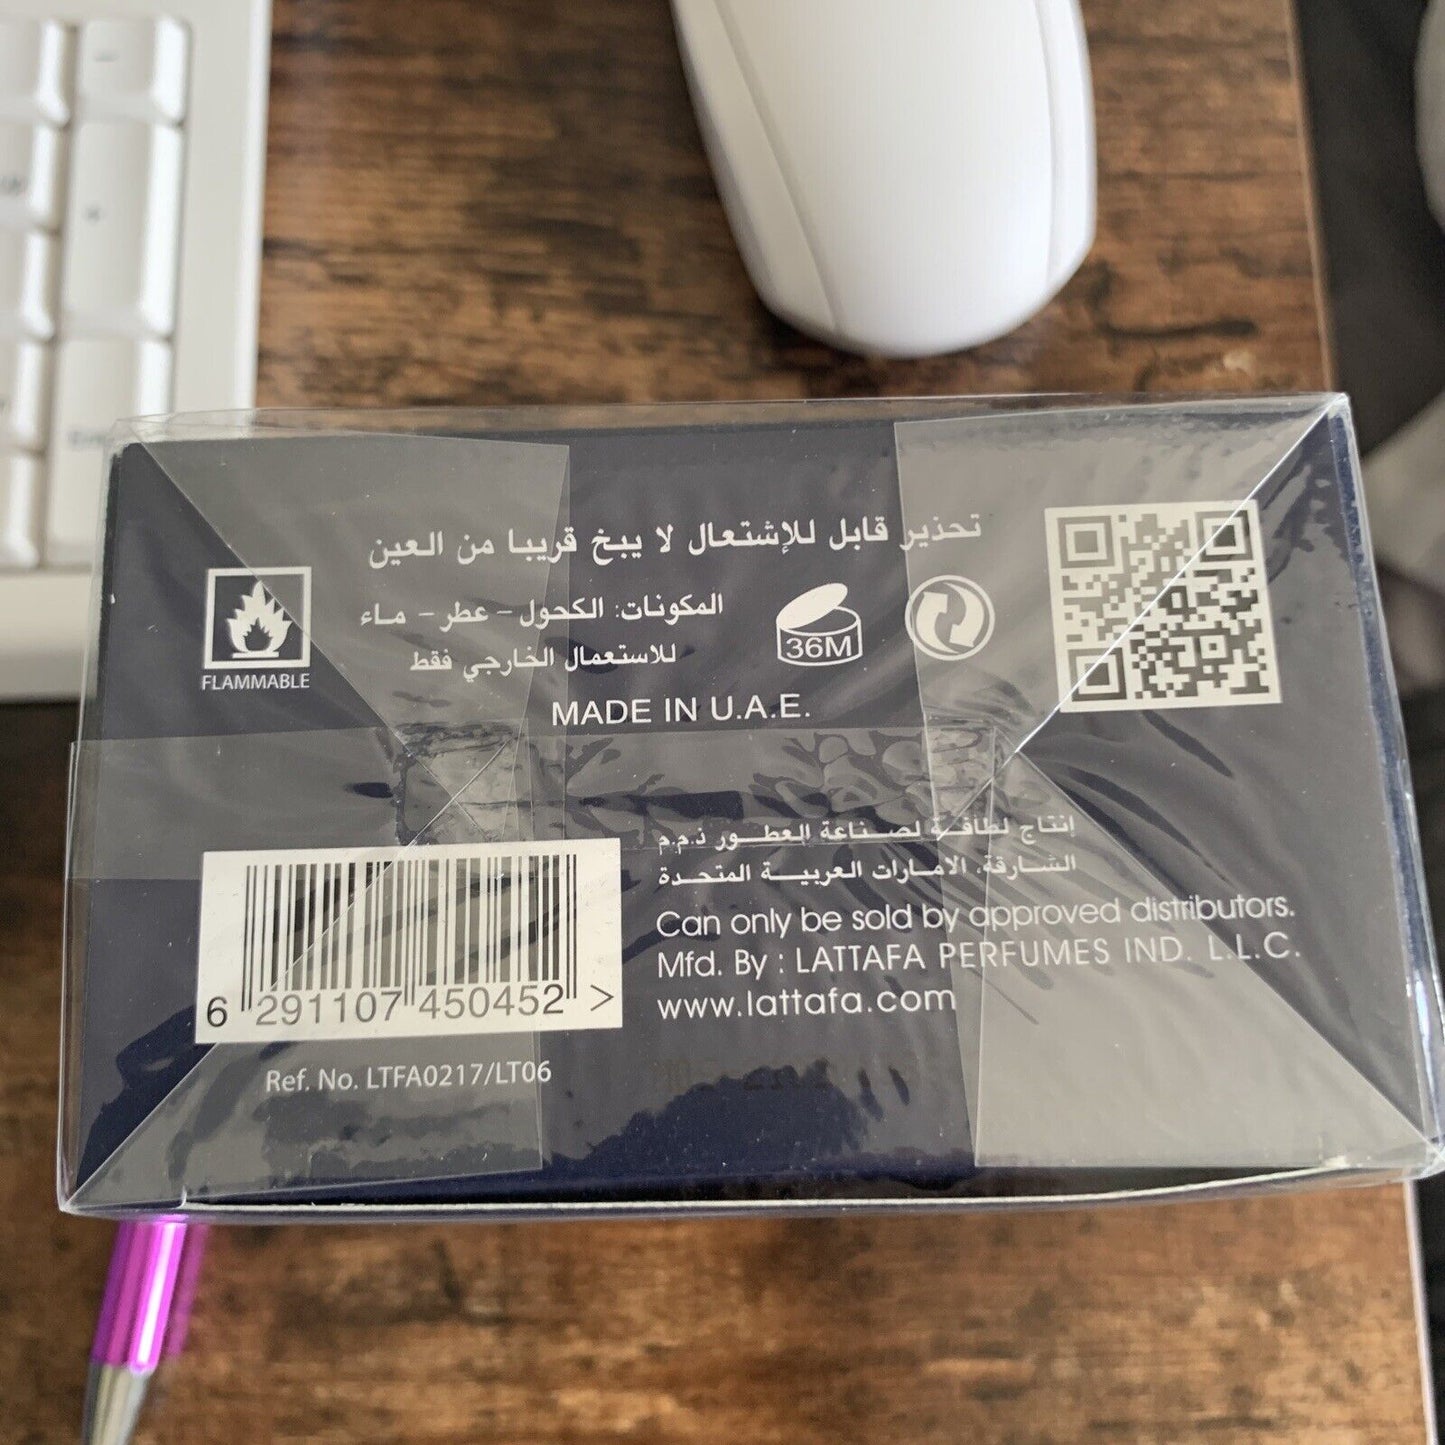 تحذير قابل للإشتعال لا يبخ قريبا من العين
المكونات: الكحول - عطر - ماء
للاستعمال الخارجي فقط
36M
FLAMMABLE
MADE IN U.A.E.
إنتاج لطافة لصناعة العطور ذ.م.م
الشارقة، الامارات العربية المتحدة
Can only be sold by approved distributors.
Mfd. By : LATTAFA PERFUMES IND. L.L.C.
www.lattafa.com
6 291107 450452 >
Ref. No. LTFA0217/LT06